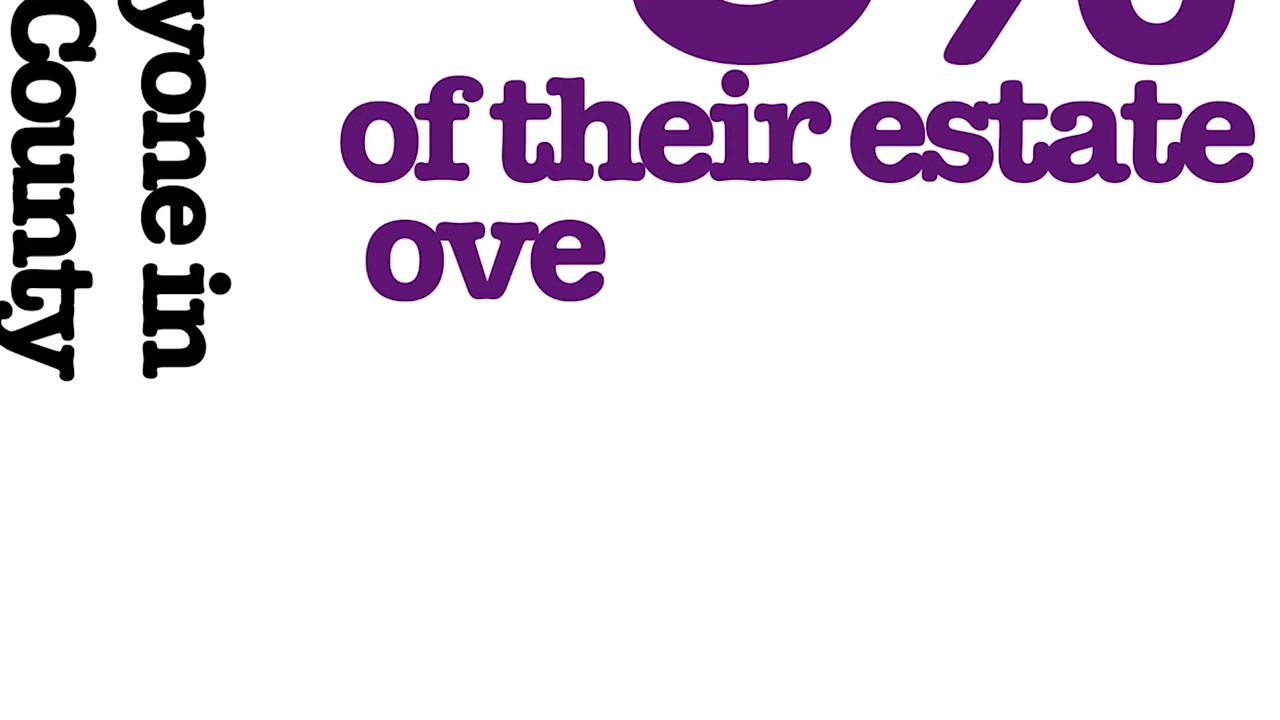 yone in
County
%
of their estate
ove